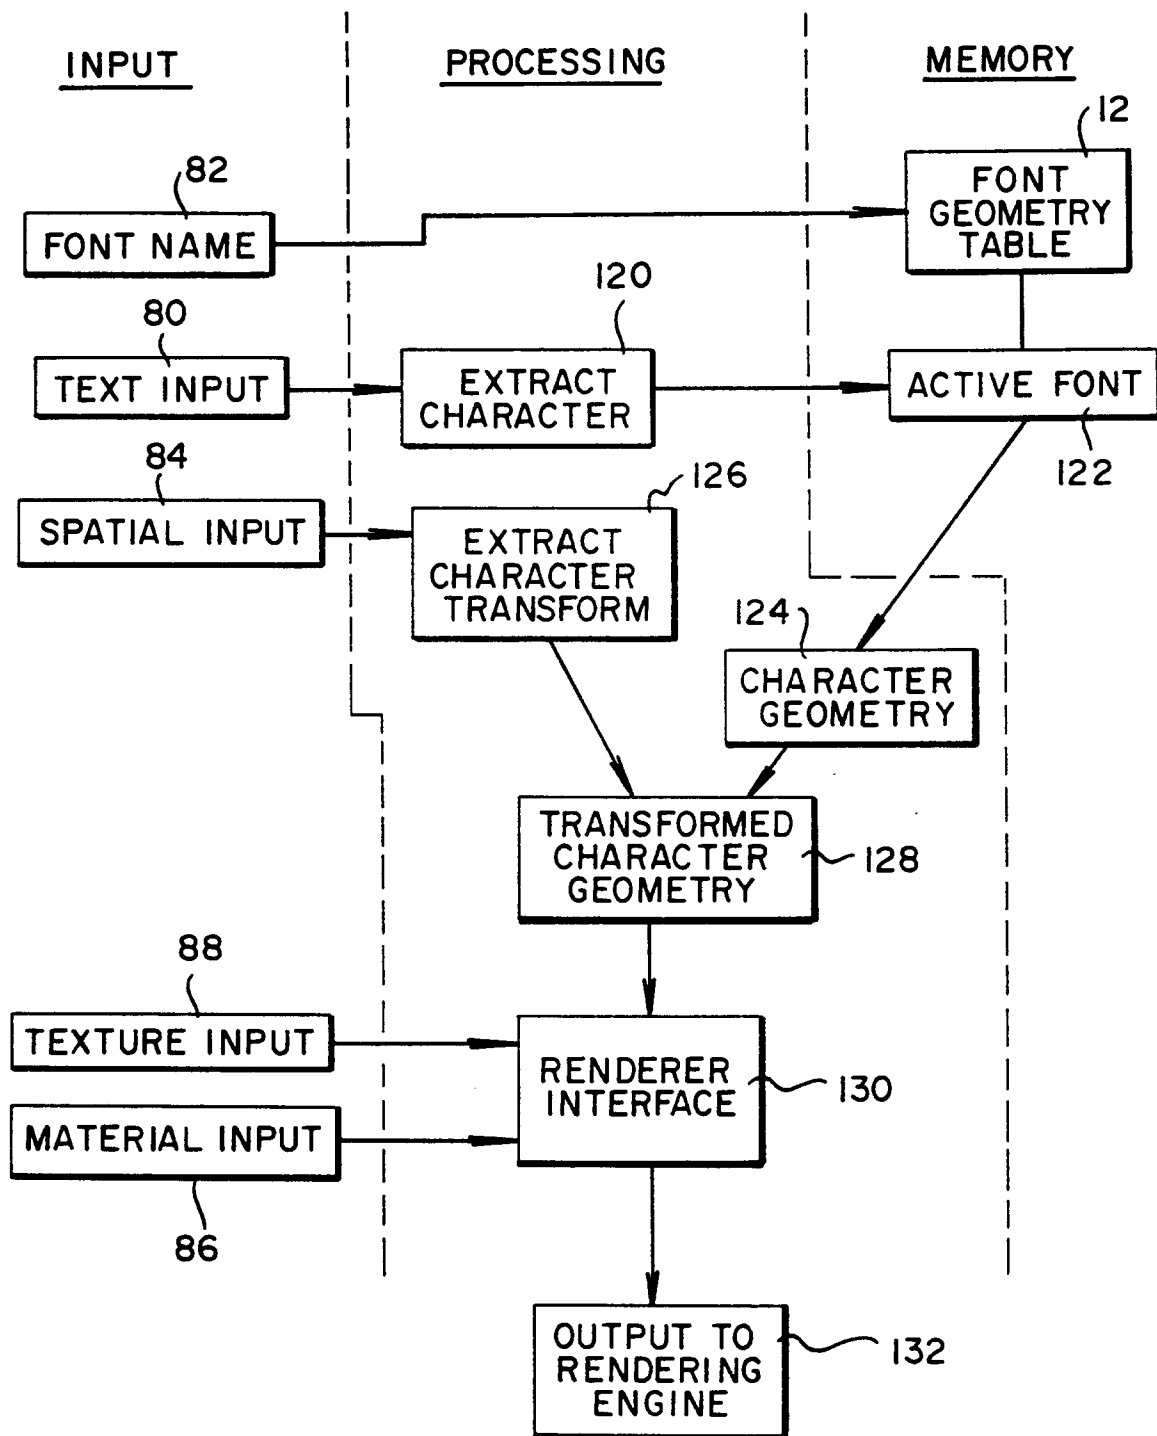 INPUT
PROCESSING
MEMORY
12
82
FONT NAME
FONT
GEOMETRY
TABLE
80
120
TEXT INPUT
EXTRACT
CHARACTER
ACTIVE FONT
122
84
126
SPATIAL INPUT
EXTRACT
CHARACTER
TRANSFORM
124
CHARACTER
GEOMETRY
TRANSFORMED
CHARACTER
GEOMETRY
128
88
TEXTURE INPUT
RENDERER
INTERFACE
130
MATERIAL INPUT
86
OUTPUT TO
RENDERING
ENGINE
132